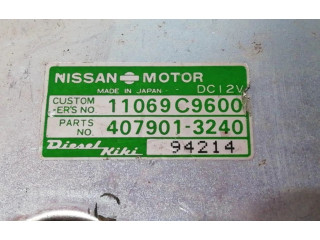 NISSAN MOTOR
MADE IN JAPAN DC12V
CUSTOM -ER'S NO 11069C9600
PARTS NO. 407901-3240
Diesel Kiki 94214